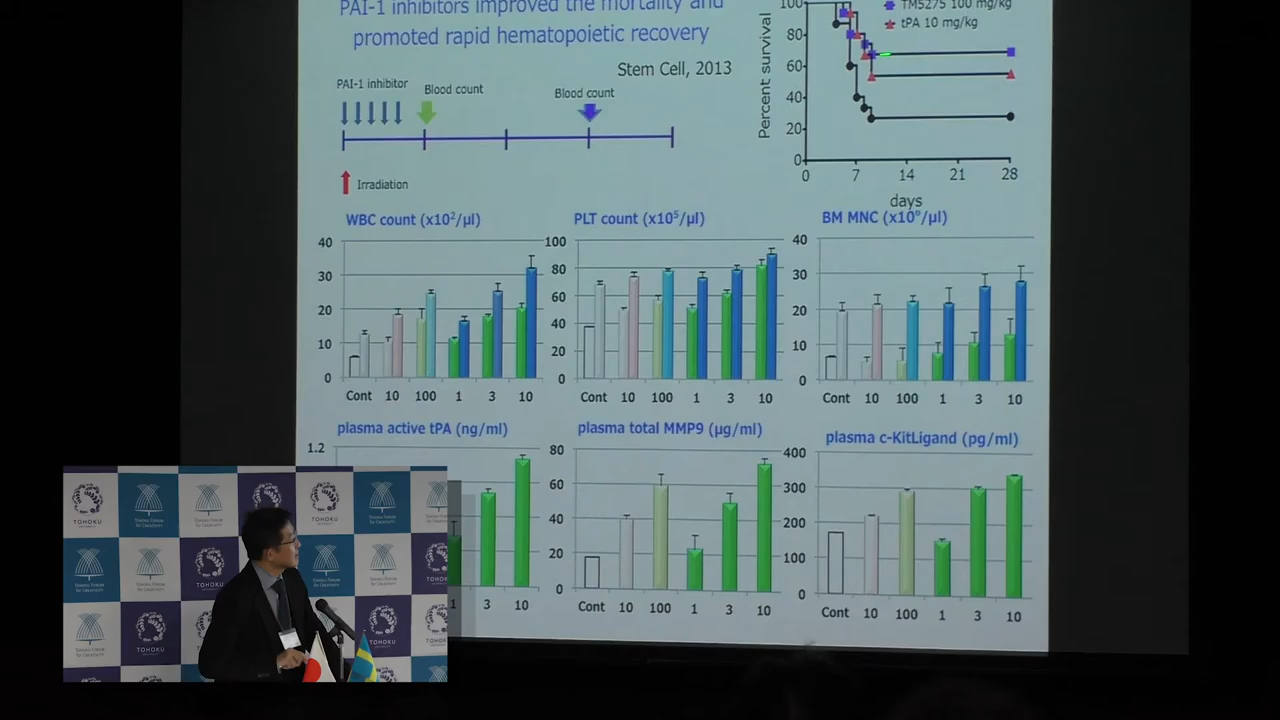 PAI-1 inhibitors improved the mortality and
promoted rapid hematopoietic recovery
Stem Cell, 2013
PAI-1 inhibitor
Blood count
Blood count
Irradiation
Percent survival
100
80
60
40
20
0
0 7 14 21 28
days
TM5275 100 mg/kg
tPA 10 mg/kg
WBC count (x10²/µl)
40
30
20
10
0
Cont 10 100 1 3 10
PLT count (x10⁵/µl)
100
80
60
40
20
0
Cont 10 100 1 3 10
BM MNC (x10⁶/µl)
40
30
20
10
0
Cont 10 100 1 3 10
plasma active tPA (ng/ml)
1.2
1 3 10
plasma total MMP9 (µg/ml)
80
60
40
20
0
Cont 10 100 1 3 10
plasma c-KitLigand (pg/ml)
400
300
200
100
0
Cont 10 100 1 3 10
TOHOKU
UNIVERSITY
TOHOKU FORUM
for CREATIVITY